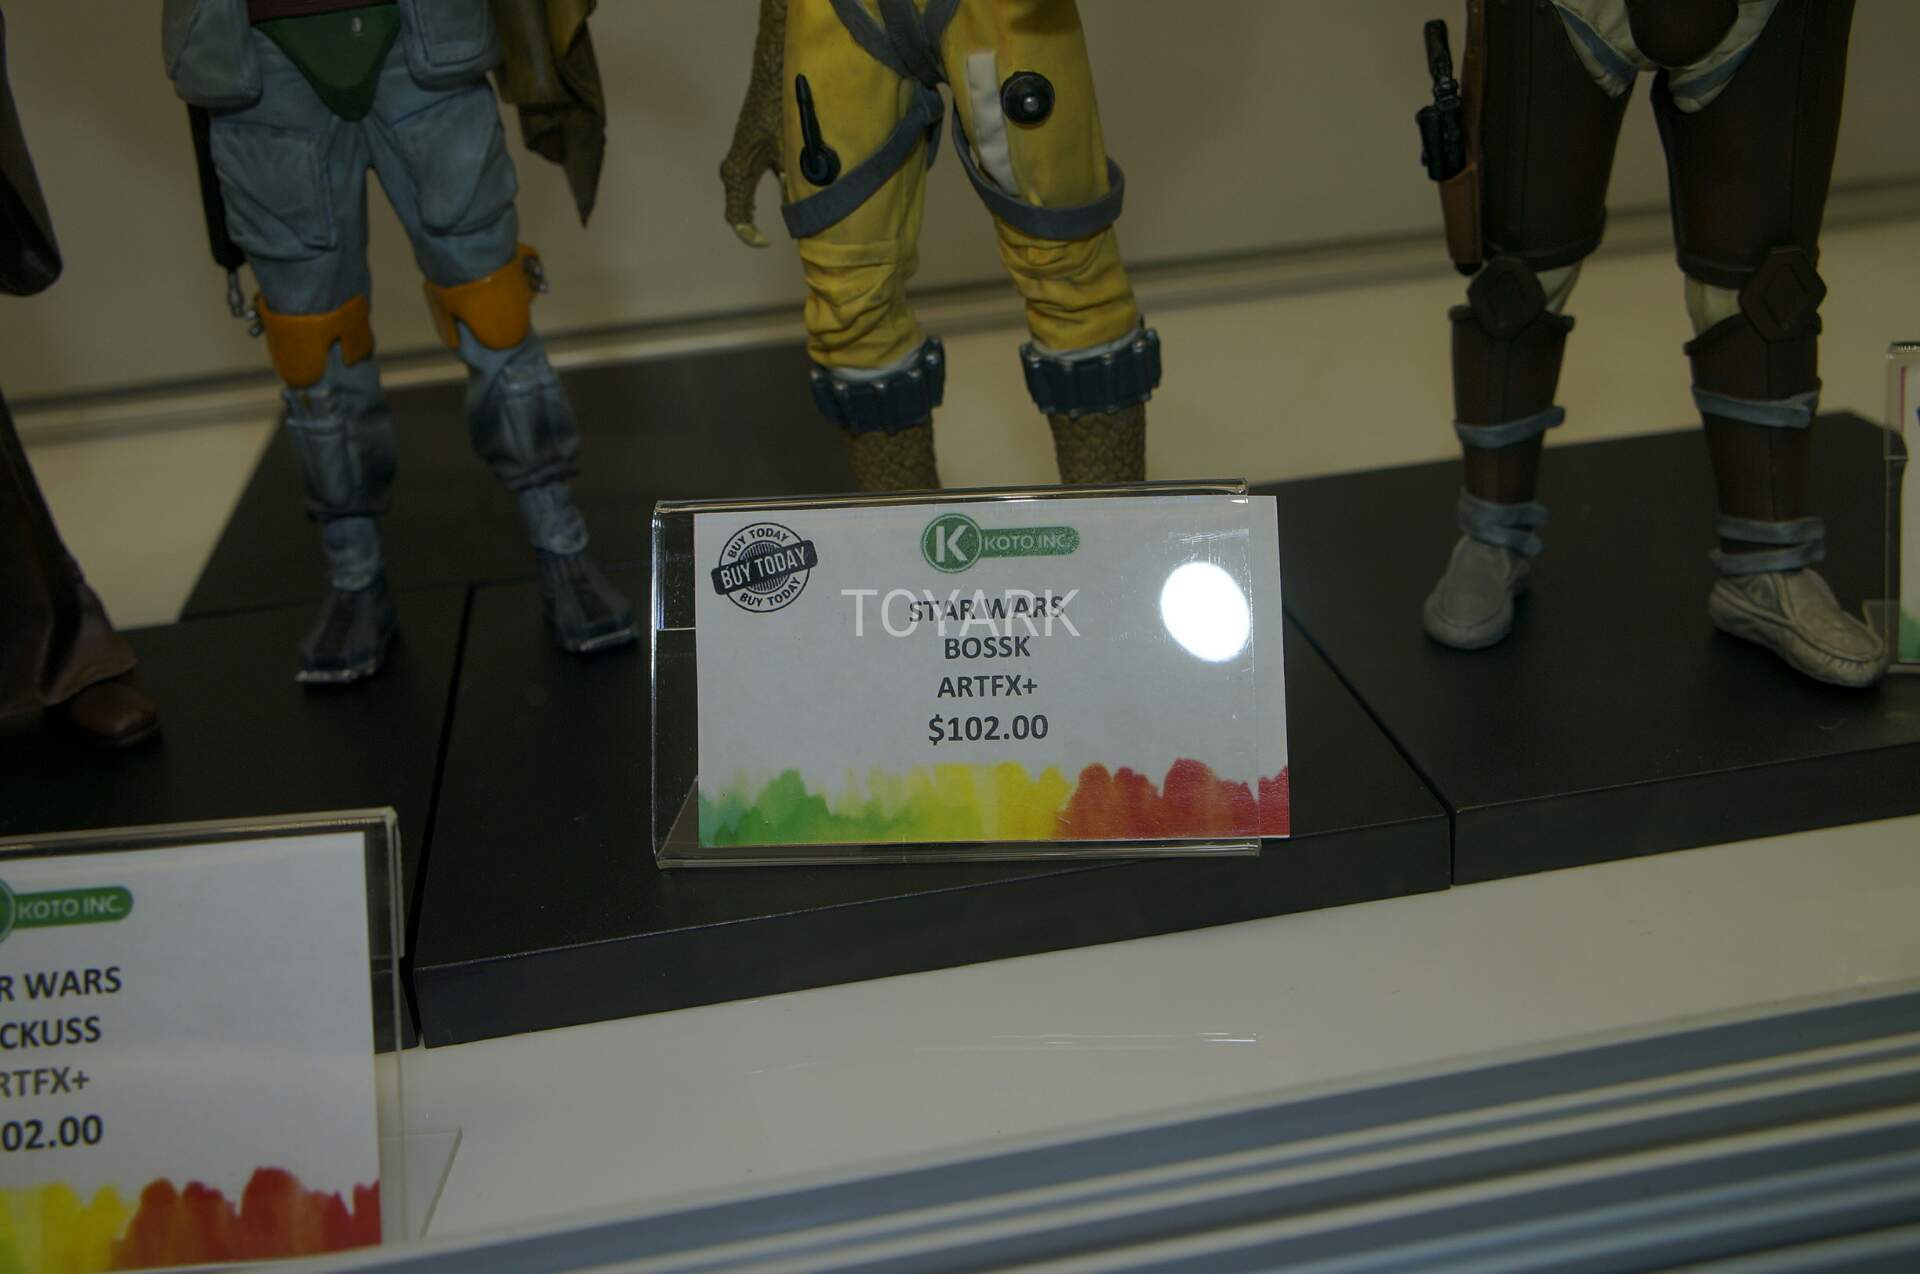 BUY TODAY
BUY TODAY
BUY TODAY
K KOTO INC.
TOYARK
STAR WARS
BOSSK
ARTFX+
$102.00
KOTO INC.
R WARS
CKUSS
RTFX+
02.00